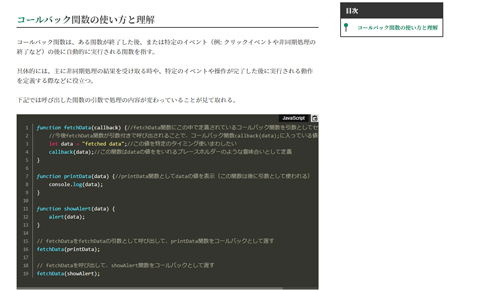 コールバック関数の使い方と理解
目次
コールバック関数の使い方と理解
コールバック関数は、ある関数が終了した後、または特定のイベント（例: クリックイベントや非同期処理の
終了など）の後に自動的に実行される関数を指す。
具体的には、主に非同期処理の結果を受け取る時や、特定のイベントや操作が完了した後に実行される動作
を定義する際などに役立つ。
下記では呼び出した関数の引数で処理の内容が変わっていることが見て取れる。
JavaScript
1 function fetchData(callback) {//fetchData関数にこの中で定義されているコールバック関数を引数としてセ
2 //今後fetchData関数が引数付きで呼び出されることで、コールバック関数callback(data);に入っている値
3 let data = "fetched data";//この値を特定のタイミング使いまわしたい
4 callback(data);//この関数はdataの値ををいれるプレースホルダーのような意味合いとして定義
5 }
6
7 function printData(data) {//printData関数としてdataの値を表示（この関数は後に引数として使われる）
8 console.log(data);
9 }
10
11 function showAlert(data) {
12 alert(data);
13 }
14
15 // fetchDataをfetchDataの引数として呼び出して、printData関数をコールバックとして渡す
16 fetchData(printData);
17
18 // fetchDataを呼び出して、showAlert関数をコールバックとして渡す
19 fetchData(showAlert);